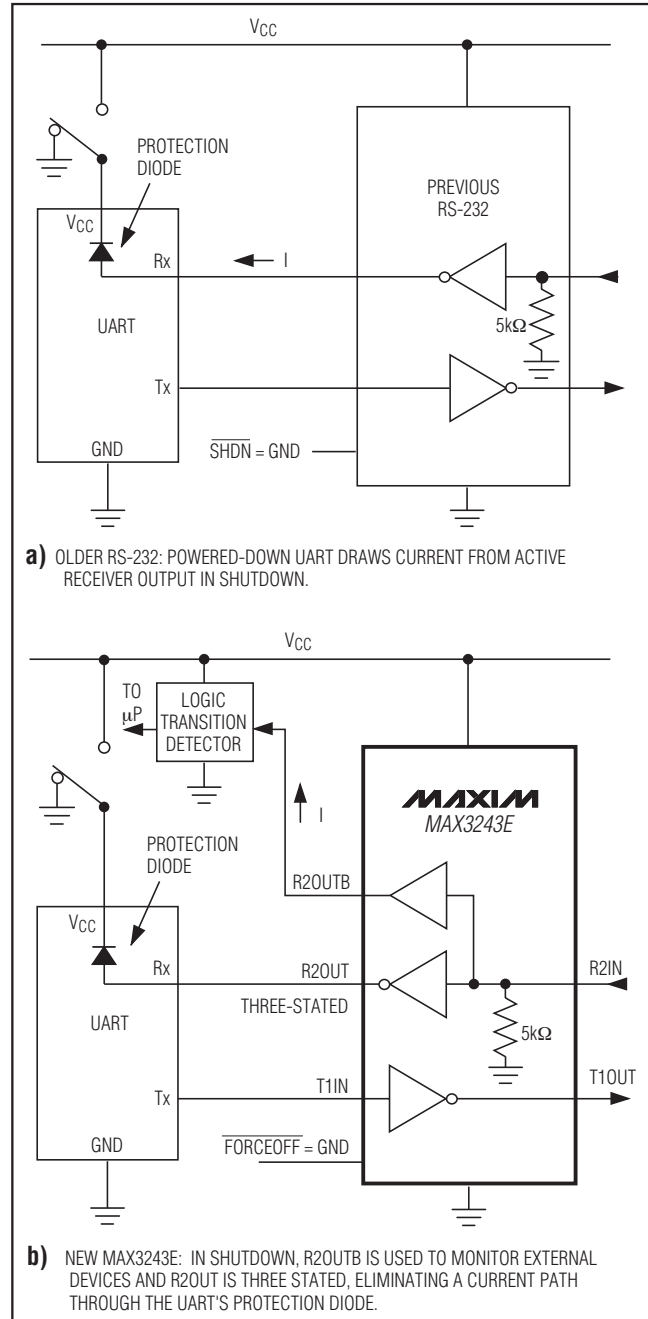 VCC
PROTECTION
DIODE
PREVIOUS
RS-232
VCC
Rx
I
UART
5kΩ
Tx
GND
SHDN = GND
a) OLDER RS-232: POWERED-DOWN UART DRAWS CURRENT FROM ACTIVE
RECEIVER OUTPUT IN SHUTDOWN.
VCC
TO
μP
LOGIC
TRANSITION
DETECTOR
MAXIM
MAX3243E
I
PROTECTION
DIODE
R2OUTB
VCC
Rx
R2OUT
R2IN
THREE-STATED
UART
5kΩ
Tx
T1IN
T1OUT
GND
FORCEOFF = GND
b) NEW MAX3243E: IN SHUTDOWN, R2OUTB IS USED TO MONITOR EXTERNAL
DEVICES AND R2OUT IS THREE STATED, ELIMINATING A CURRENT PATH
THROUGH THE UART'S PROTECTION DIODE.